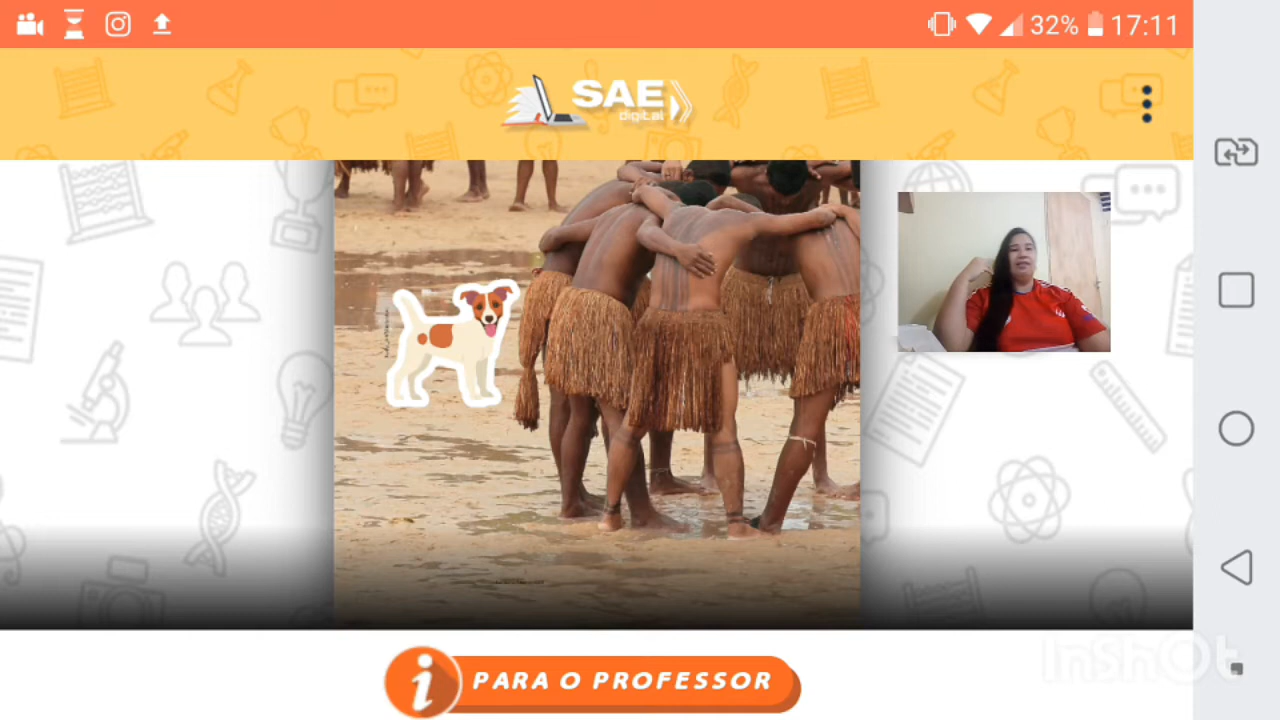 32%
17:11
SAE
digital
PARA O PROFESSOR
InShOt